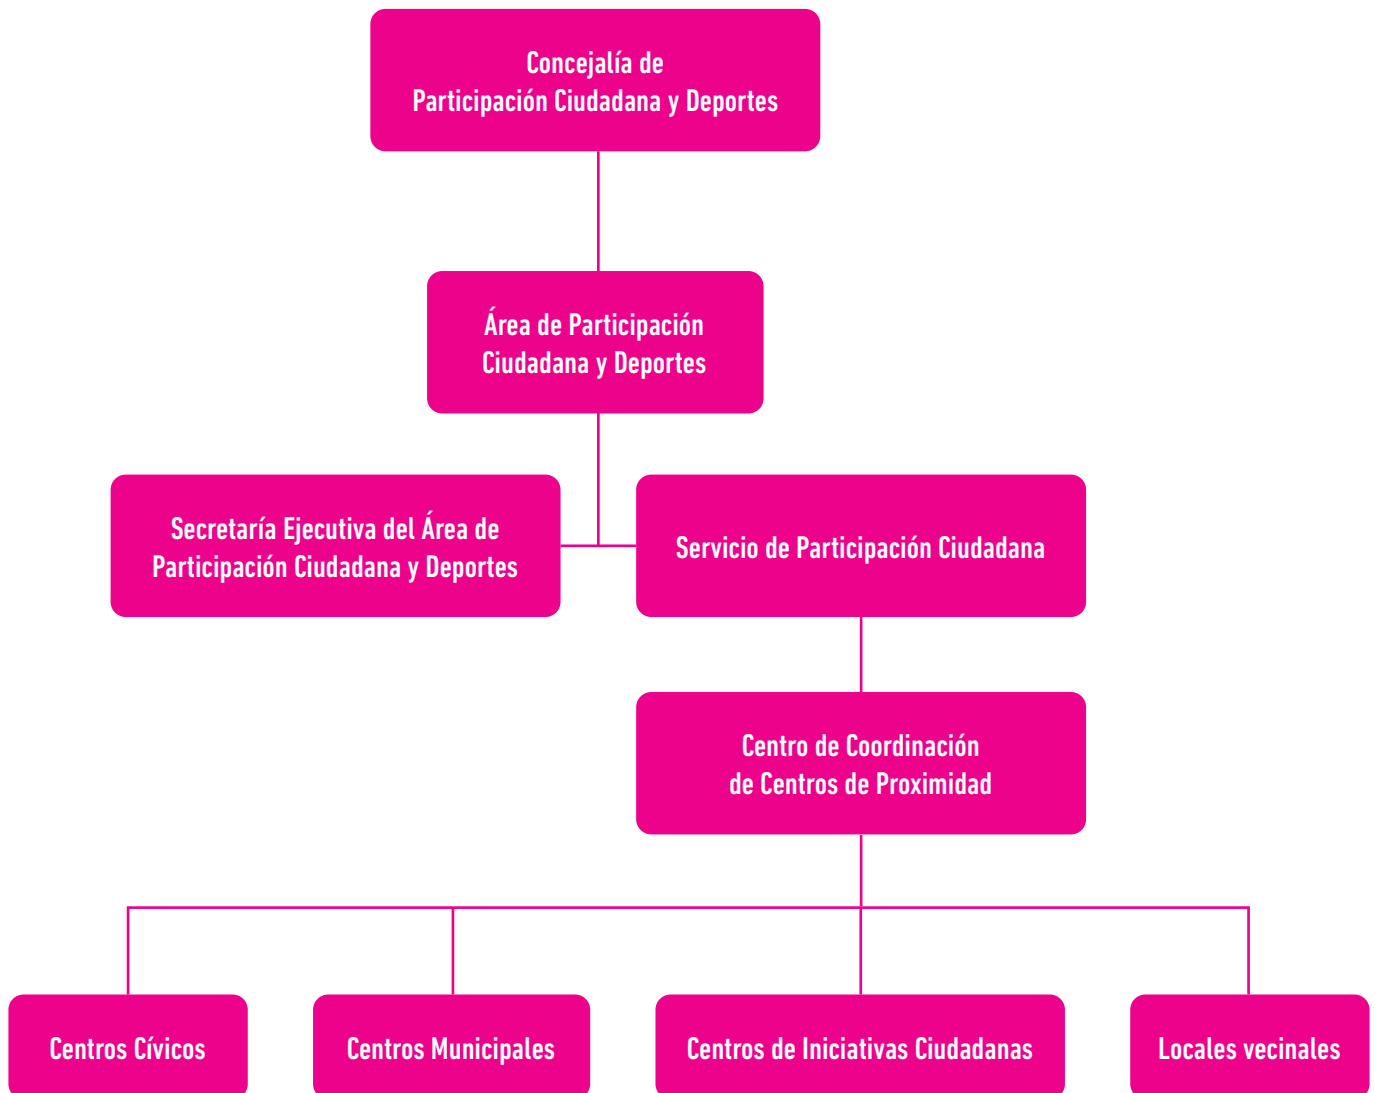 Concejalía de
Participación Ciudadana y Deportes
Área de Participación
Ciudadana y Deportes
Secretaría Ejecutiva del Área de
Participación Ciudadana y Deportes
Servicio de Participación Ciudadana
Centro de Coordinación
de Centros de Proximidad
Centros Cívicos
Centros Municipales
Centros de Iniciativas Ciudadanas
Locales vecinales